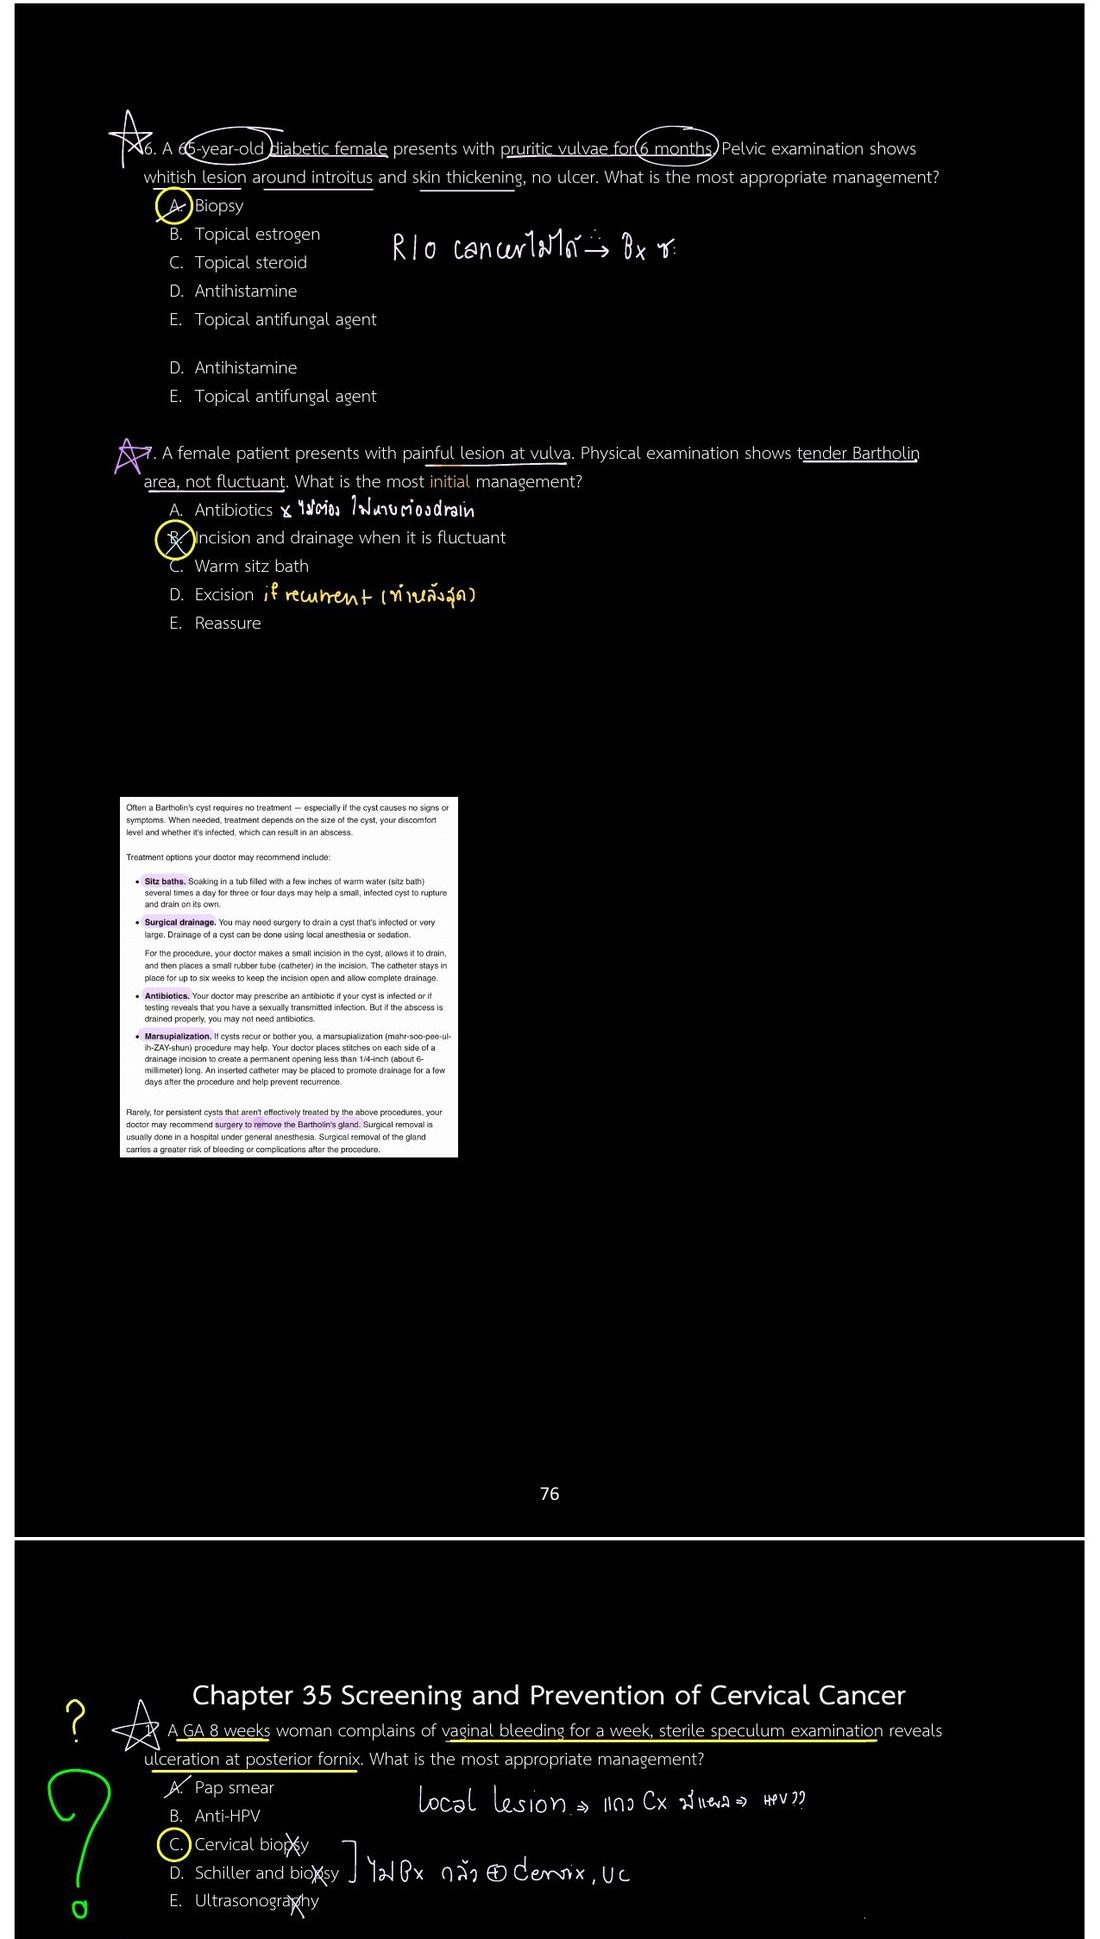 6. A 65-year-old diabetic female presents with pruritic vulvae for 6 months. Pelvic examination shows
whitish lesion around introitus and skin thickening, no ulcer. What is the most appropriate management?
A. Biopsy
B. Topical estrogen
R/O cancer ไม่ได้ ∴ → Bx
C. Topical steroid
D. Antihistamine
E. Topical antifungal agent
D. Antihistamine
E. Topical antifungal agent
7. A female patient presents with painful lesion at vulva. Physical examination shows tender Bartholin
area, not fluctuant. What is the most initial management?
A. Antibiotics x ไม่ต้อง ไม่หายต้องdrain
B. Incision and drainage when it is fluctuant
C. Warm sitz bath
D. Excision if recurrent (ทำหลังสุด)
E. Reassure
Often a Bartholin's cyst requires no treatment — especially if the cyst causes no signs or
symptoms. When needed, treatment depends on the size of the cyst, your discomfort
level and whether it's infected, which can result in an abscess.
Treatment options your doctor may recommend include:
• Sitz baths. Soaking in a tub filled with a few inches of warm water (sitz bath)
several times a day for three or four days may help a small, infected cyst to rupture
and drain on its own.
• Surgical drainage. You may need surgery to drain a cyst that's infected or very
large. Drainage of a cyst can be done using local anesthesia or sedation.
For the procedure, your doctor makes a small incision in the cyst, allows it to drain,
and then places a small rubber tube (catheter) in the incision. The catheter stays in
place for up to six weeks to keep the incision open and allow complete drainage.
• Antibiotics. Your doctor may prescribe an antibiotic if your cyst is infected or if
testing reveals that you have a sexually transmitted infection. But if the abscess is
drained properly, you may not need antibiotics.
• Marsupialization. If cysts recur or bother you, a marsupialization (mahr-soo-pee-ul-
ih-ZAY-shun) procedure may help. Your doctor places stitches on each side of a
drainage incision to create a permanent opening less than 1/4-inch (about 6-
millimeter) long. An inserted catheter may be placed to promote drainage for a few
days after the procedure and help prevent recurrence.
Rarely, for persistent cysts that aren't effectively treated by the above procedures, your
doctor may recommend surgery to remove the Bartholin's gland. Surgical removal is
usually done in a hospital under general anesthesia. Surgical removal of the gland
carries a greater risk of bleeding or complications after the procedure.
76
Chapter 35 Screening and Prevention of Cervical Cancer
?
1. A GA 8 weeks woman complains of vaginal bleeding for a week, sterile speculum examination reveals
ulceration at posterior fornix. What is the most appropriate management?
?
A. Pap smear
local lesion ⇒ แถว Cx มีแผล ⇒ HPV??
B. Anti-HPV
C. Cervical biopsy
D. Schiller and biopsy
ไม่ Bx กลัว ⊕ cervix, UC
E. Ultrasonography